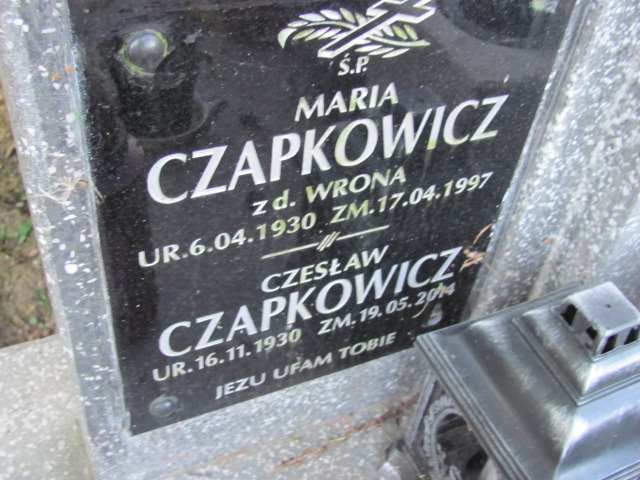 Ś.P.
MARIA
CZAPKOWICZ
z d. WRONA
UR.6.04.1930 ZM.17.04.1997
CZESŁAW
CZAPKOWICZ
UR.16.11.1930 ZM.19.05.2014
JEZU UFAM TOBIE